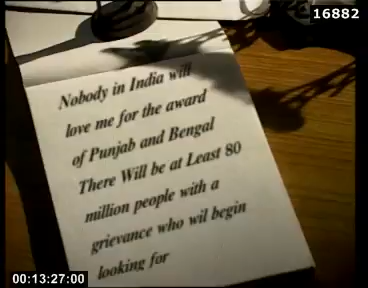 16882
Nobody in India will
love me for the award
of Punjab and Bengal
There Will be at Least 80
million people with a
grievance who wil begin
looking for
00:13:27:00